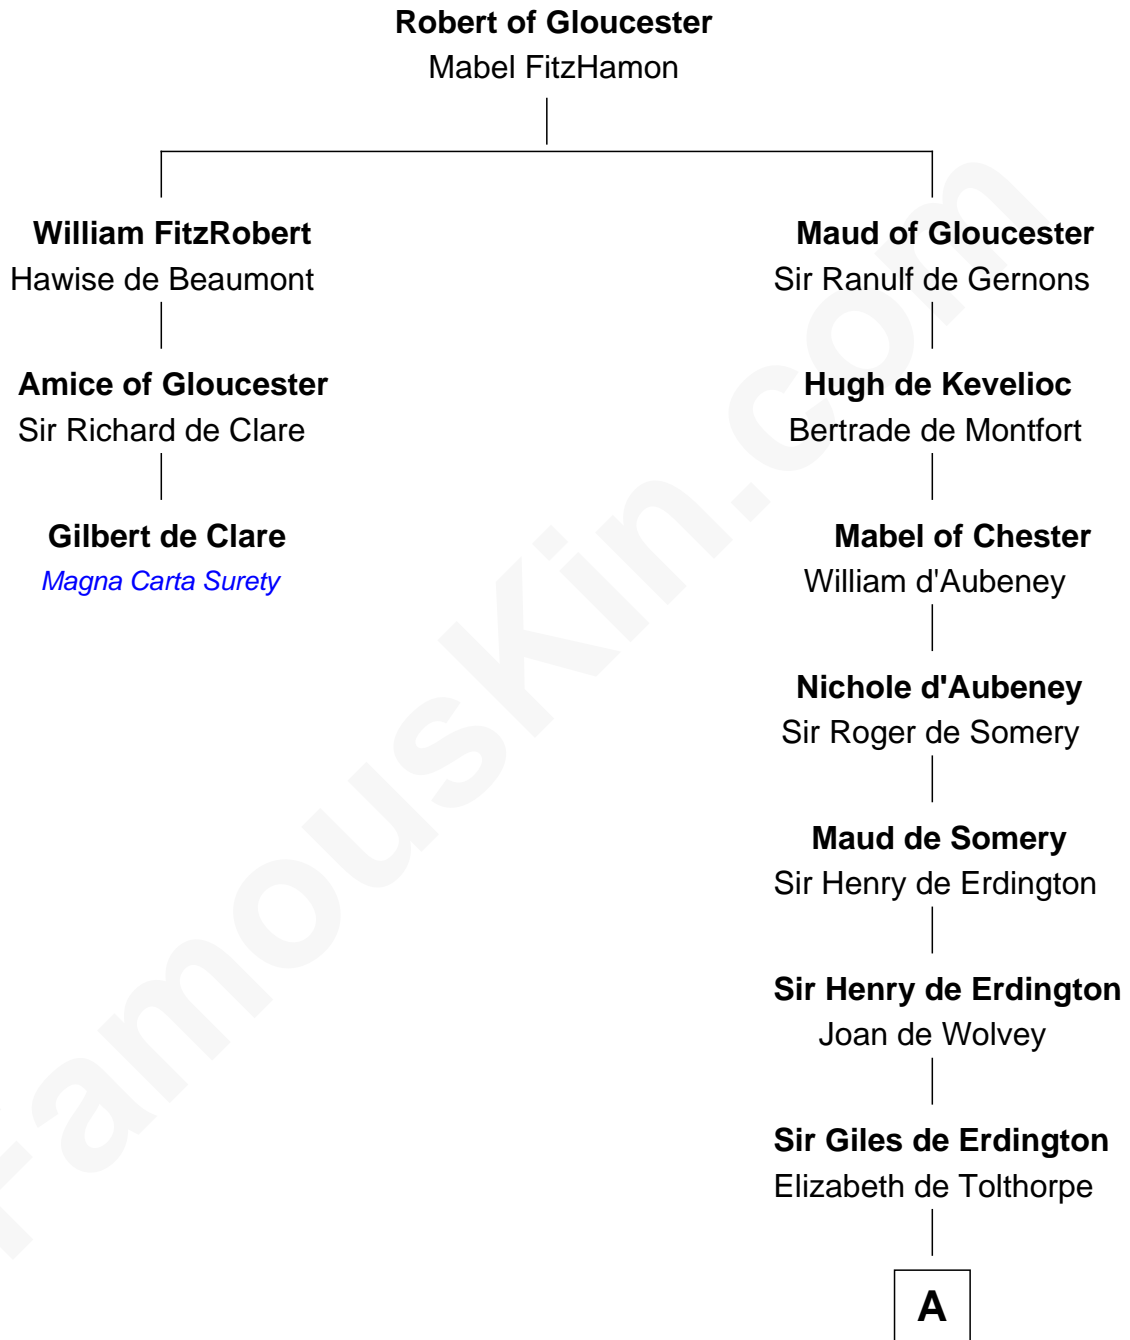 Robert of Gloucester
Mabel FitzHamon
William FitzRobert
Hawise de Beaumont
Amice of Gloucester
Sir Richard de Clare
Gilbert de Clare
Magna Carta Surety
Maud of Gloucester
Sir Ranulf de Gernons
Hugh de Kevelioc
Bertrade de Montfort
Mabel of Chester
William d'Aubeney
Nichole d'Aubeney
Sir Roger de Somery
Maud de Somery
Sir Henry de Erdington
Sir Henry de Erdington
Joan de Wolvey
Sir Giles de Erdington
Elizabeth de Tolthorpe
A
FamousKin.com